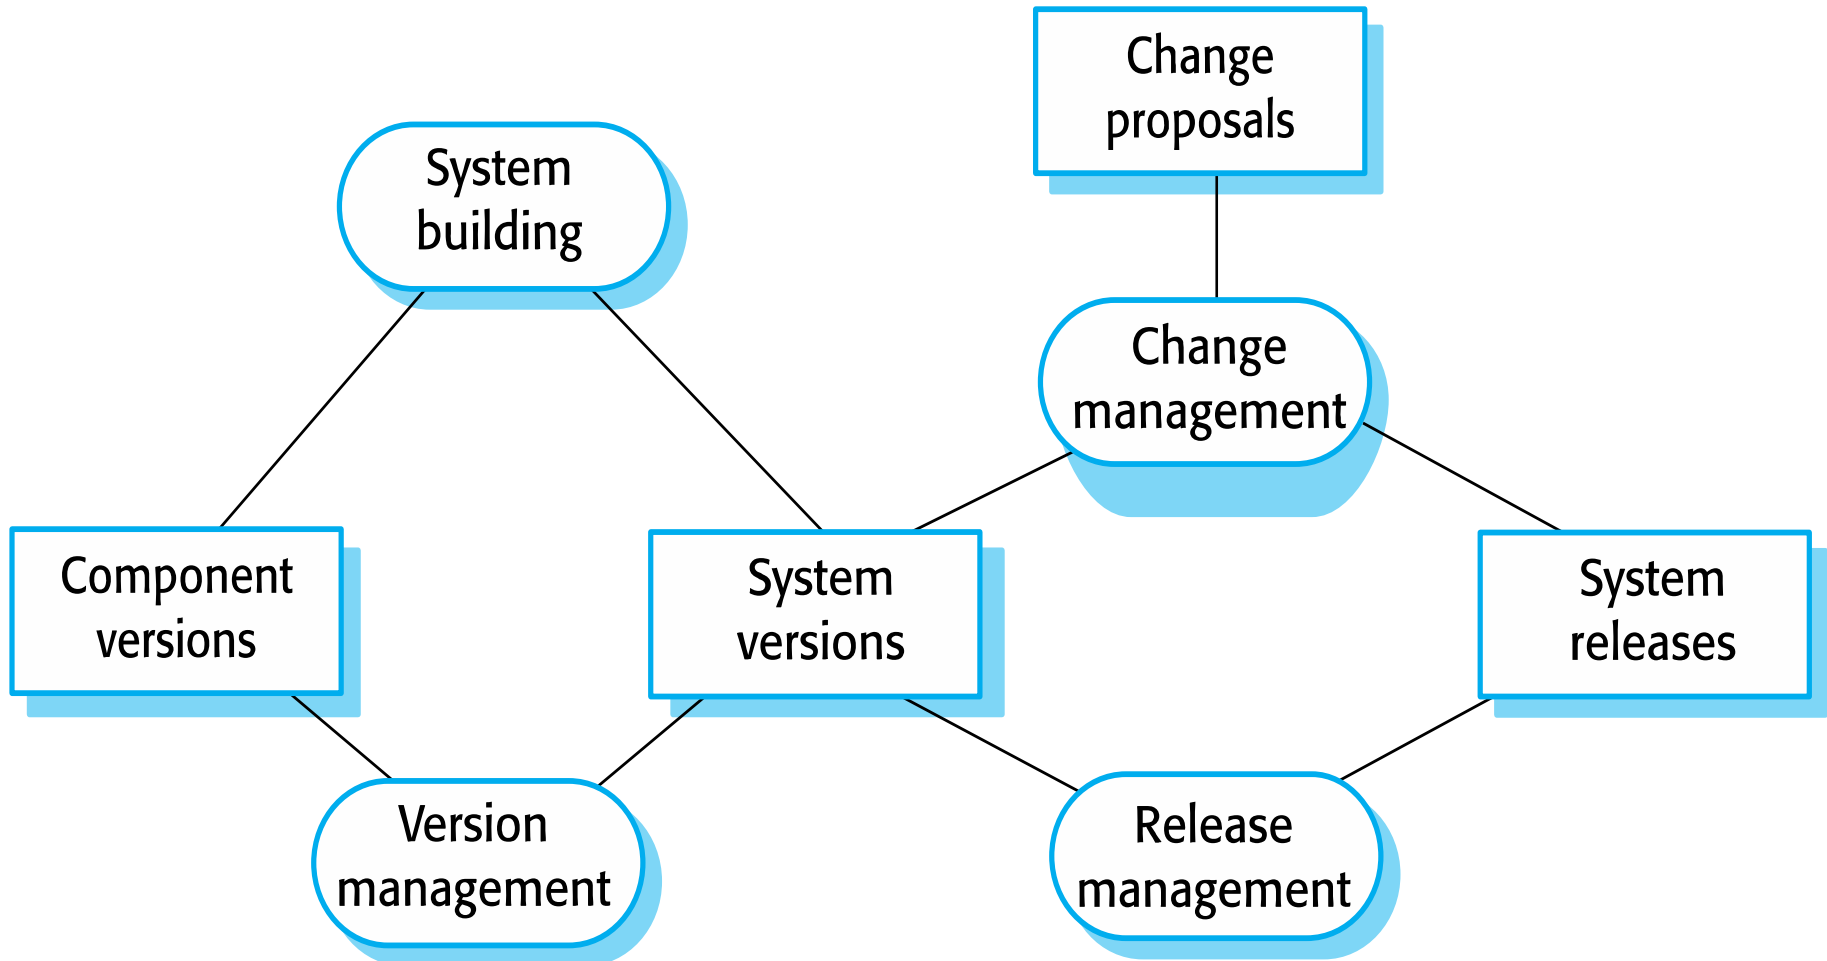 Change
proposals
System
building
Change
management
Component
versions
System
versions
System
releases
Version
management
Release
management